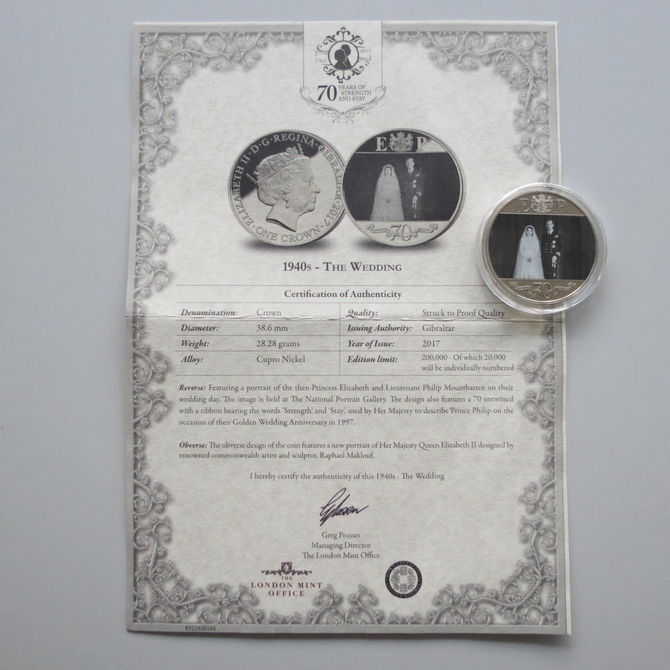 1947 2017
70 YEARS OF
STRENGTH
AND STAY
ELIZABETH II · D · G · REGINA · GIBRALTAR · 2017
· ONE CROWN ·
E R
70
1940s - The Wedding
Certification of Authenticity
Denomination: Crown Quality: Struck to Proof Quality
Diameter: 38.6 mm Issuing Authority: Gibraltar
Weight: 28.28 grams Year of Issue: 2017
Alloy: Cupro Nickel Edition limit: 200,000 - Of which 20,000
will be individually numbered
Reverse: Featuring a portrait of the then-Princess Elizabeth and Lieutenant Philip Mountbatten on their
wedding day. The image is held at The National Portrait Gallery. The design also features a 70 entwined
with a ribbon bearing the words 'Strength' and 'Stay', used by Her Majesty to describe Prince Philip on the
occasion of their Golden Wedding Anniversary in 1997.
Obverse: The obverse design of the coin features a new portrait of Her Majesty Queen Elizabeth II designed by
renowned commonwealth artist and sculptor, Raphael Maklouf.
I hereby certify the authenticity of this 1940s - The Wedding
Greg Prosser
Managing Director
The London Mint Office
THE
LONDON MINT
OFFICE
E R
70